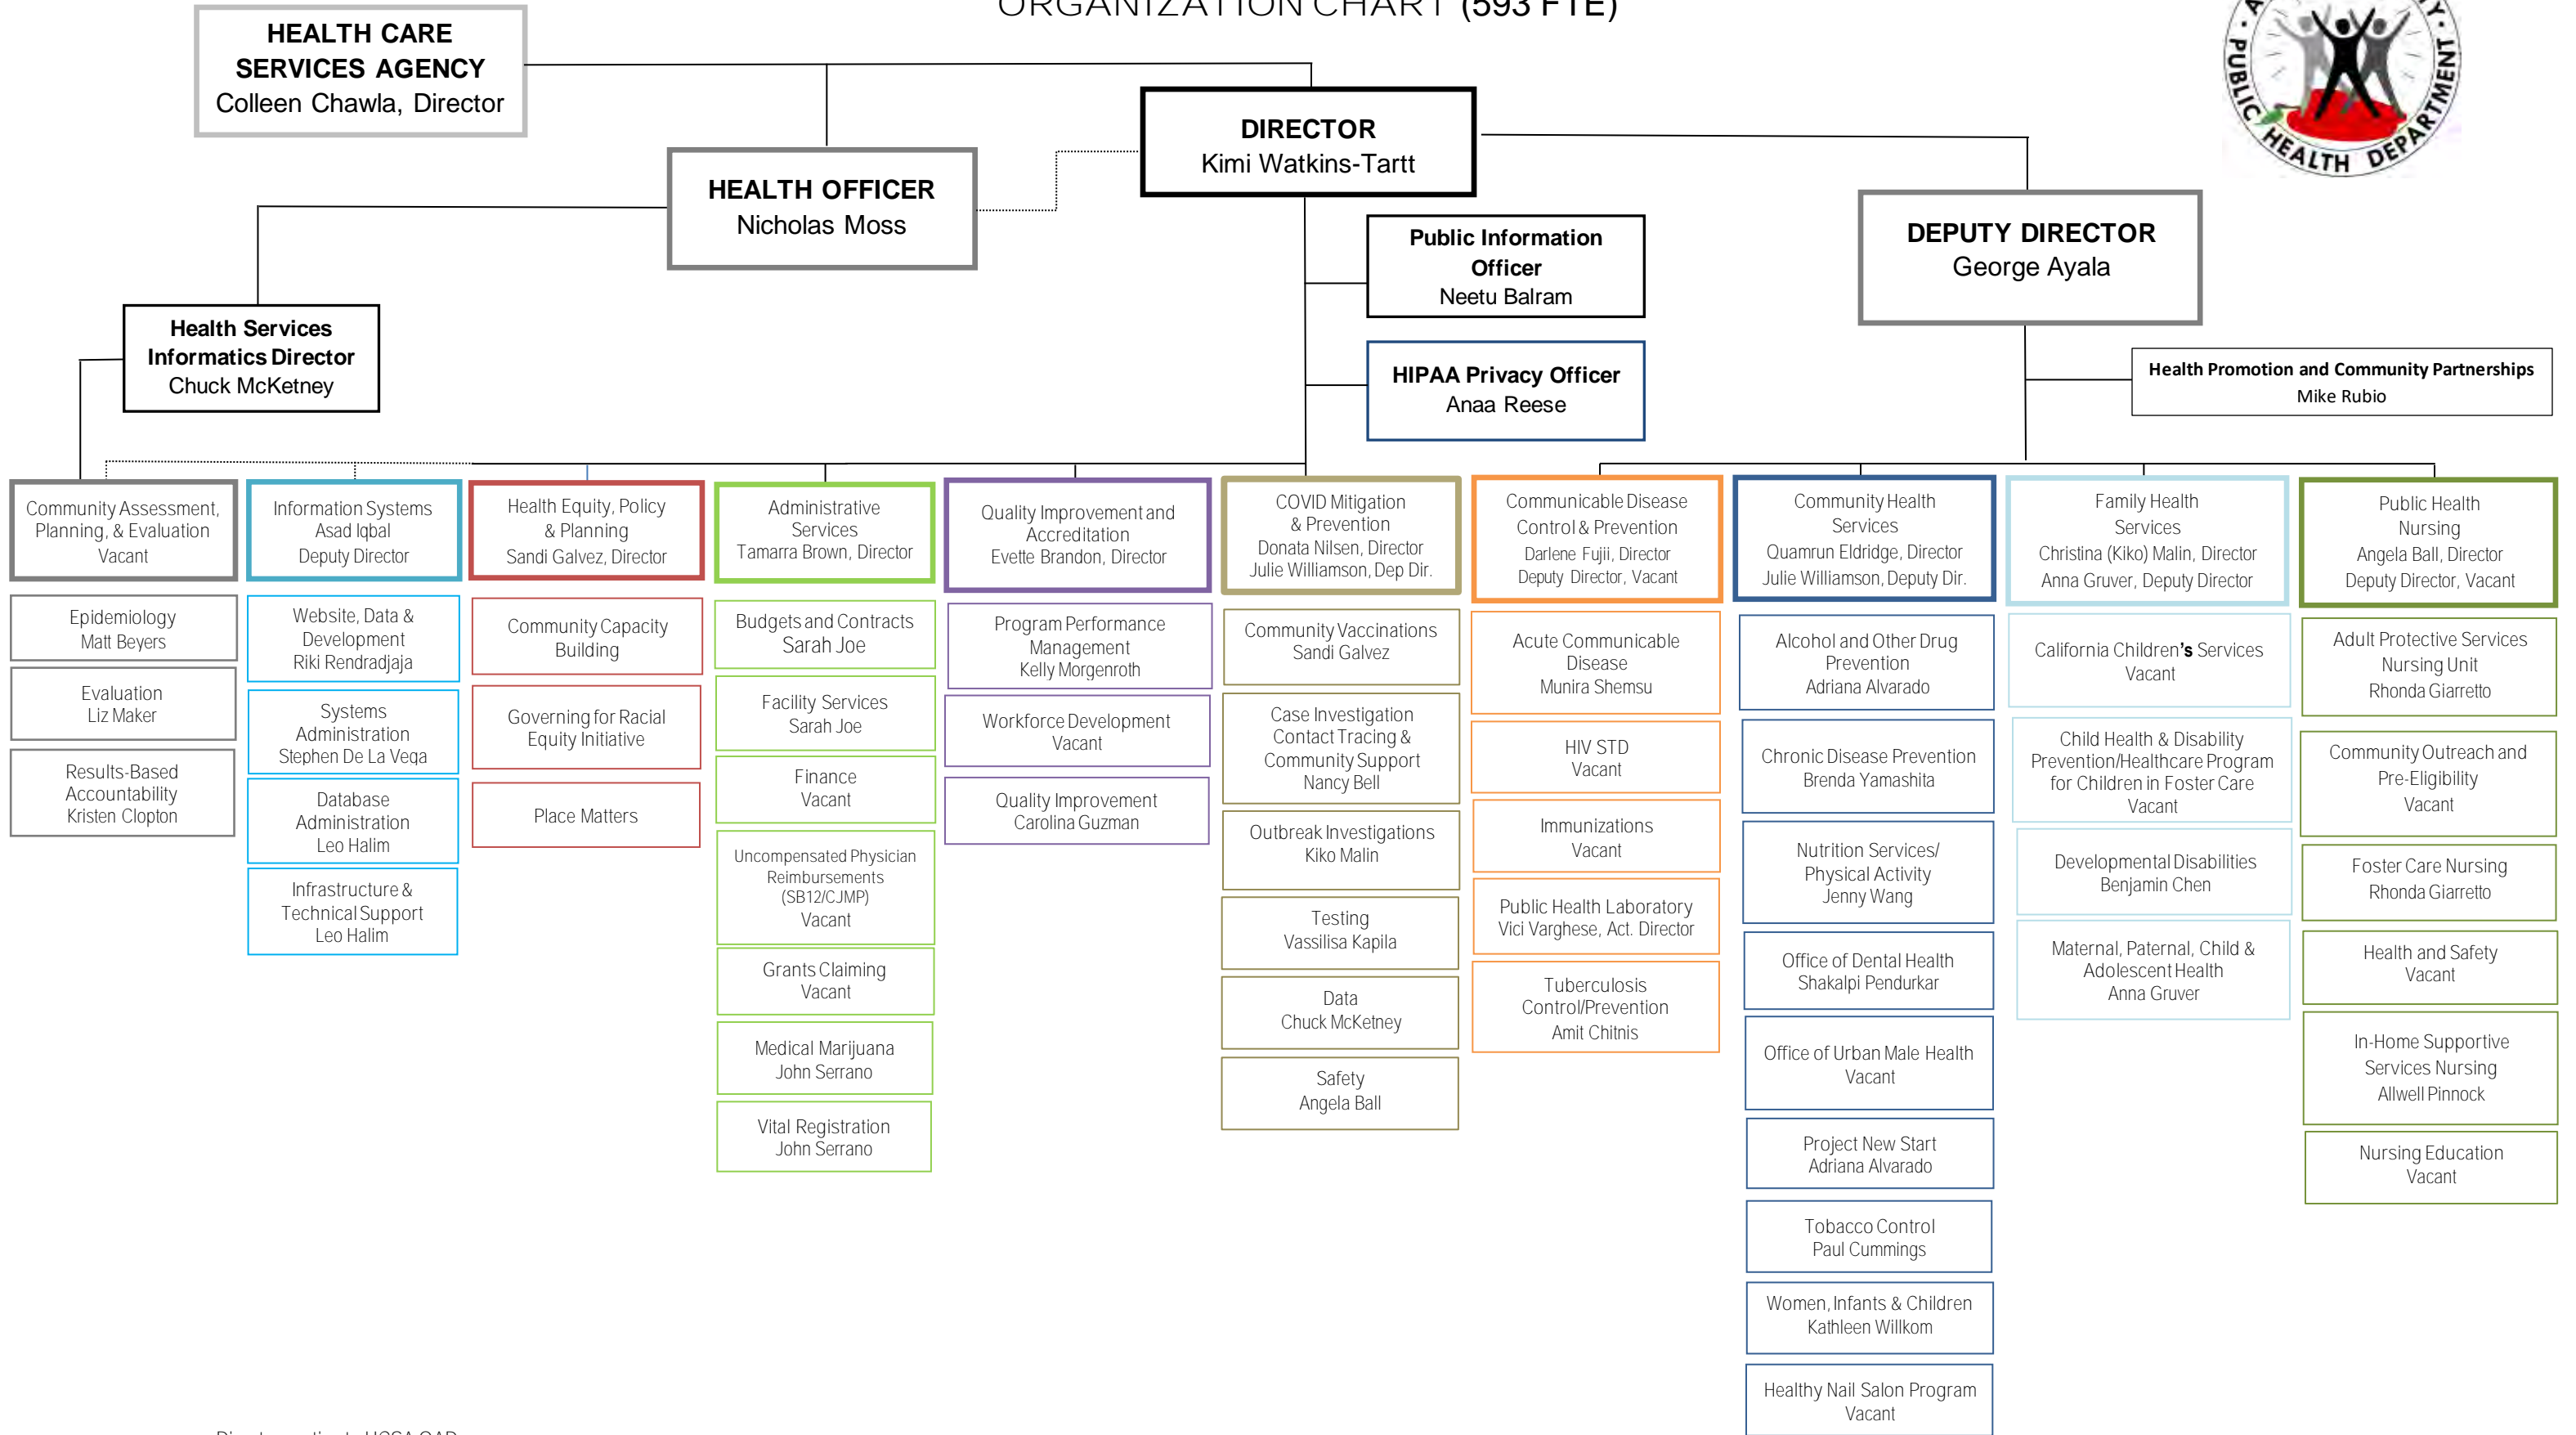 ORGANIZATION CHART (593 FTE)
HEALTH CARE
SERVICES AGENCY
Colleen Chawla, Director
PUBLIC HEALTH DEPARTMENT
DIRECTOR
Kimi Watkins-Tartt
HEALTH OFFICER
Nicholas Moss
DEPUTY DIRECTOR
George Ayala
Public Information
Officer
Neetu Balram
Health Services
Informatics Director
Chuck McKetney
HIPAA Privacy Officer
Anaa Reese
Health Promotion and Community Partnerships
Mike Rubio
Community Assessment,
Planning, & Evaluation
Vacant
Epidemiology
Matt Beyers
Evaluation
Liz Maker
Results-Based
Accountability
Kristen Clopton
Information Systems
Asad Iqbal
Deputy Director
Website, Data &
Development
Riki Rendradjaja
Systems
Administration
Stephen De La Vega
Database
Administration
Leo Halim
Infrastructure &
Technical Support
Leo Halim
Health Equity, Policy
& Planning
Sandi Galvez, Director
Community Capacity
Building
Governing for Racial
Equity Initiative
Place Matters
Administrative
Services
Tamarra Brown, Director
Budgets and Contracts
Sarah Joe
Facility Services
Sarah Joe
Finance
Vacant
Uncompensated Physician
Reimbursements
(SB12/CJMP)
Vacant
Grants Claiming
Vacant
Medical Marijuana
John Serrano
Vital Registration
John Serrano
Quality Improvement and
Accreditation
Evette Brandon, Director
Program Performance
Management
Kelly Morgenroth
Workforce Development
Vacant
Quality Improvement
Carolina Guzman
COVID Mitigation
& Prevention
Donata Nilsen, Director
Julie Williamson, Dep Dir.
Community Vaccinations
Sandi Galvez
Case Investigation
Contact Tracing &
Community Support
Nancy Bell
Outbreak Investigations
Kiko Malin
Testing
Vassilisa Kapila
Data
Chuck McKetney
Safety
Angela Ball
Communicable Disease
Control & Prevention
Darlene Fujii, Director
Deputy Director, Vacant
Acute Communicable
Disease
Munira Shemsu
HIV STD
Vacant
Immunizations
Vacant
Public Health Laboratory
Vici Varghese, Act. Director
Tuberculosis
Control/Prevention
Amit Chitnis
Community Health
Services
Quamrun Eldridge, Director
Julie Williamson, Deputy Dir.
Alcohol and Other Drug
Prevention
Adriana Alvarado
Chronic Disease Prevention
Brenda Yamashita
Nutrition Services/
Physical Activity
Jenny Wang
Office of Dental Health
Shakalpi Pendurkar
Office of Urban Male Health
Vacant
Project New Start
Adriana Alvarado
Tobacco Control
Paul Cummings
Women, Infants & Children
Kathleen Willkom
Healthy Nail Salon Program
Vacant
Family Health
Services
Christina (Kiko) Malin, Director
Anna Gruver, Deputy Director
California Children's Services
Vacant
Child Health & Disability
Prevention/Healthcare Program
for Children in Foster Care
Vacant
Developmental Disabilities
Benjamin Chen
Maternal, Paternal, Child &
Adolescent Health
Anna Gruver
Public Health
Nursing
Angela Ball, Director
Deputy Director, Vacant
Adult Protective Services
Nursing Unit
Rhonda Giarretto
Community Outreach and
Pre-Eligibility
Vacant
Foster Care Nursing
Rhonda Giarretto
Health and Safety
Vacant
In-Home Supportive
Services Nursing
Allwell Pinnock
Nursing Education
Vacant